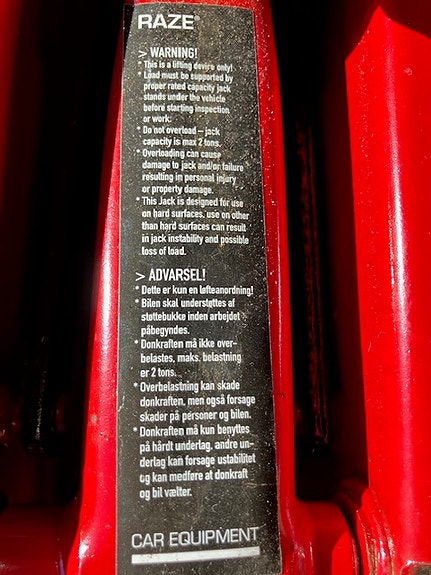 RAZE®
> WARNING!
* This is a lifting device only!
* Load must be supported by
proper rated capacity jack
stands under the vehicle
before starting inspection
or work.
* Do not overload – jack
capacity is max 2 tons.
* Overloading can cause
damage to jack and/or failure
resulting in personal injury
or property damage.
* This Jack is designed for use
on hard surfaces, use on other
than hard surfaces can result
in jack instability and possible
loss of load.
> ADVARSEL!
* Dette er kun en løfteanordning!
* Bilen skal understøttes af
støttebukke inden arbejdet
påbegyndes.
* Donkraften må ikke over-
belastes, maks. belastning
er 2 tons.
* Overbelastning kan skade
donkraften, men også forsage
skader på personer og bilen.
* Donkraften må kun benyttes
på hårdt underlag, andre un-
derlag kan forsage ustabilitet
og kan medføre at donkraft
og bil vælter.
CAR EQUIPMENT